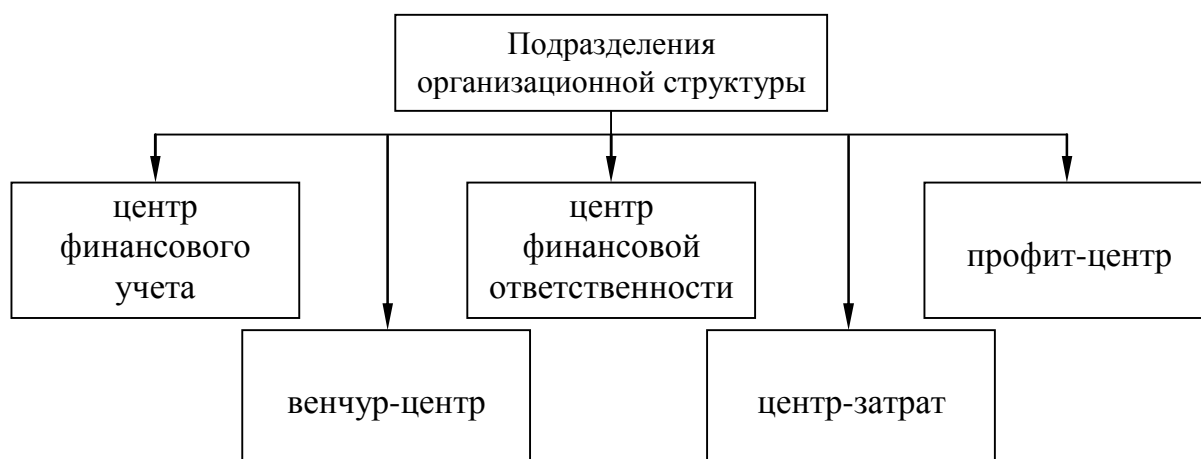 Подразделения
организационной структуры
центр
финансового
учета
центр
финансовой
ответственности
профит-центр
венчур-центр
центр-затрат